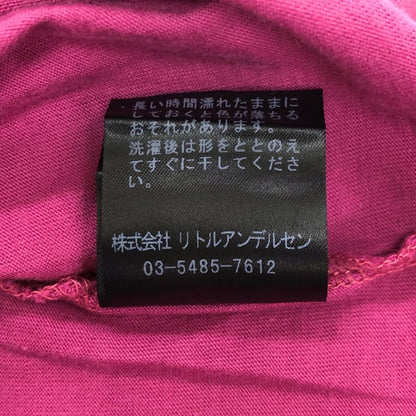 ・長い時間濡れたままに
しておくと色が落ちる
おそれがあります。
洗濯後は形をととのえ
てすぐに干してくださ
い。
株式会社 リトルアンデルセン
03-5485-7612